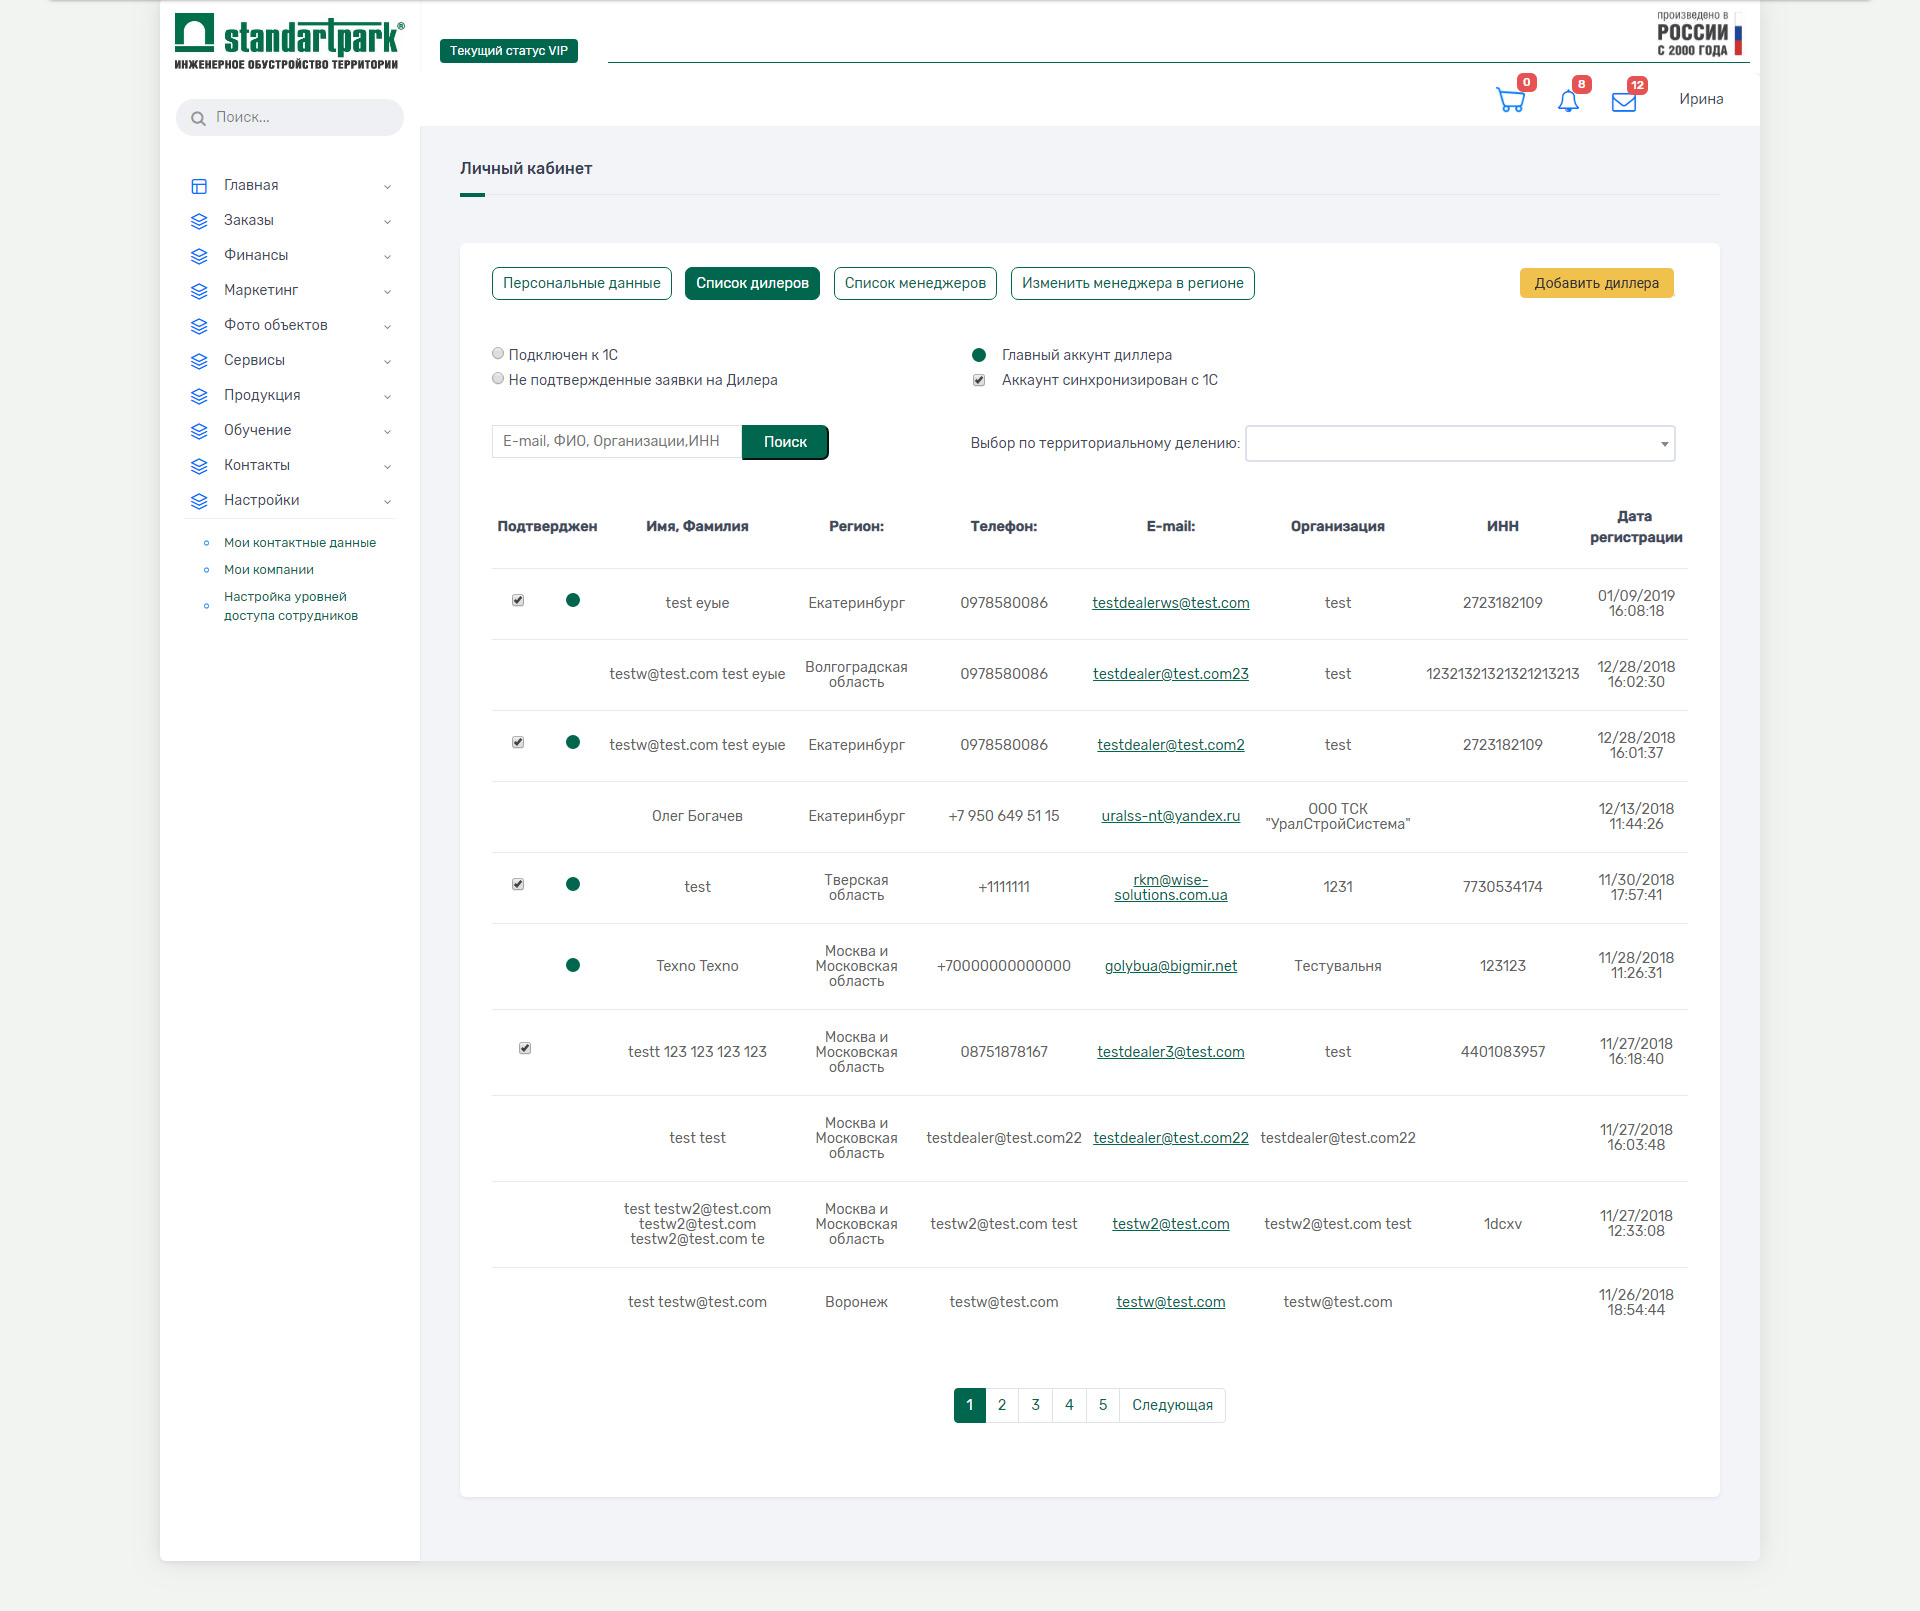 standartpark®
ИНЖЕНЕРНОЕ ОБУСТРОЙСТВО ТЕРРИТОРИИ
Текущий статус VIP
произведено в
РОССИИ
С 2000 ГОДА
0
8
12
Ирина
Поиск...
Главная
Заказы
Финансы
Маркетинг
Фото объектов
Сервисы
Продукция
Обучение
Контакты
Настройки
Мои контактные данные
Мои компании
Настройка уровней
доступа сотрудников
Личный кабинет
Персональные данные
Список дилеров
Список менеджеров
Изменить менеджера в регионе
Добавить диллера
Подключен к 1С
Не подтвержденные заявки на Дилера
Главный аккунт диллера
Аккаунт синхронизирован с 1С
E-mail, ФИО, Организации,ИНН
Поиск
Выбор по территориальному делению:
Подтверджен Имя, Фамилия Регион: Телефон: E-mail: Организация ИНН Дата
регистрации
test еуые Екатеринбург 0978580086 testdealerws@test.com test 2723182109 01/09/2019
16:08:18
testw@test.com test еуые Волгоградская
область 0978580086 testdealer@test.com23 test 12321321321321213213 12/28/2018
16:02:30
testw@test.com test еуые Екатеринбург 0978580086 testdealer@test.com2 test 2723182109 12/28/2018
16:01:37
Олег Богачев Екатеринбург +7 950 649 51 15 uralss-nt@yandex.ru ООО ТСК
"УралСтройСистема" 12/13/2018
11:44:26
test Тверская
область +1111111 rkm@wise-
solutions.com.ua 1231 7730534174 11/30/2018
17:57:41
Texno Texno Москва и
Московская
область +70000000000000 golybua@bigmir.net Тестувальня 123123 11/28/2018
11:26:31
testt 123 123 123 123 Москва и
Московская
область 08751878167 testdealer3@test.com test 4401083957 11/27/2018
16:18:40
test test Москва и
Московская
область testdealer@test.com22 testdealer@test.com22 testdealer@test.com22 11/27/2018
16:03:48
test testw2@test.com
testw2@test.com
testw2@test.com te Москва и
Московская
область testw2@test.com test testw2@test.com testw2@test.com test 1dcxv 11/27/2018
12:33:08
test testw@test.com Воронеж testw@test.com testw@test.com testw@test.com 11/26/2018
18:54:44
1 2 3 4 5 Следующая